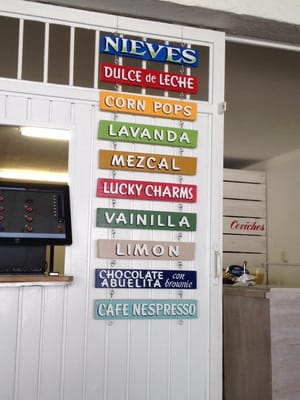 NIEVES
DULCE de LECHE
CORN POPS
LAVANDA
MEZCAL
LUCKY CHARMS
VAINILLA
LIMON
CHOCOLATE con
ABUELITA brownie
CAFE NESPRESSO
Ceviches